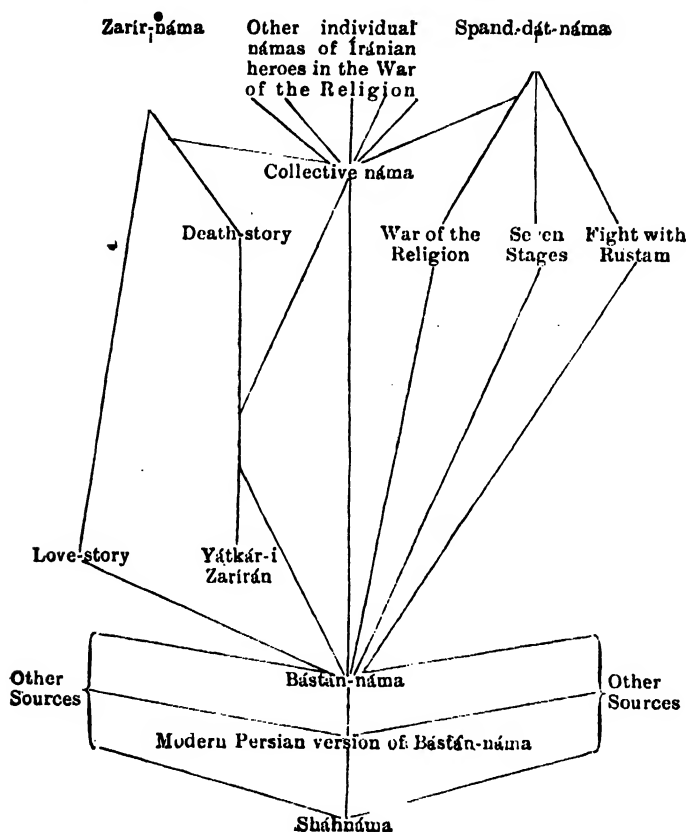 Zarír-náma
Other individual
námas of Íránian
heroes in the War
of the Religion
Spand-dát-náma
Collective náma
Death-story
War of the
Religion
Seven
Stages
Fight with
Rustam
Love-story
Yátkár-i
Zarírán
Other
Sources
Bástán-náma
Other
Sources
Modern Persian version of Bástán-náma
Sháhnáma